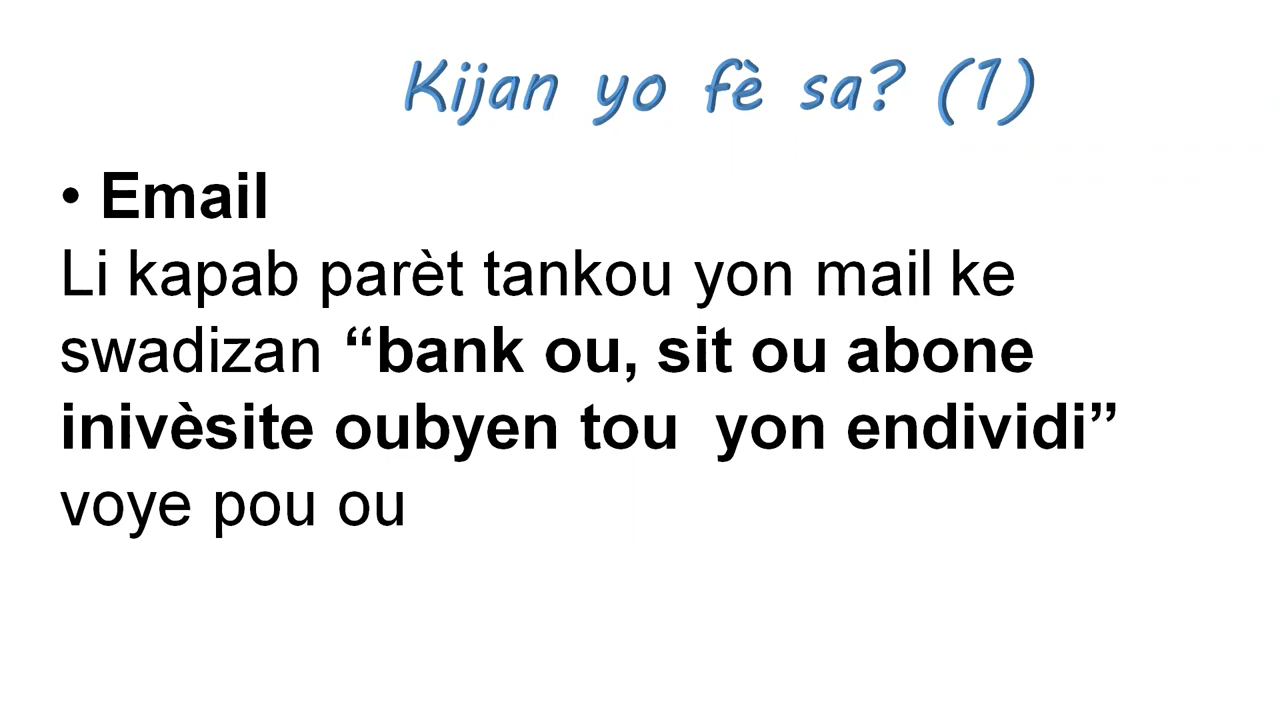 Kijan yo fè sa? (1)
• Email
Li kapab parèt tankou yon mail ke
swadizan “bank ou, sit ou abone
inivèsite oubyen tou yon endividi”
voye pou ou